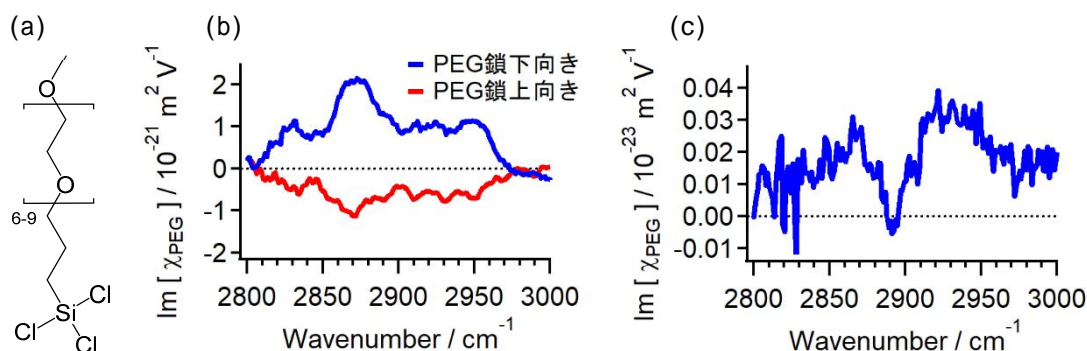 (a)
O
O
6-9
Cl
Si
Cl
Cl
(b)
Im [ χPEG] / 10-21 m2 V-1
2
1
0
-1
-2
PEG鎖下向き
PEG鎖上向き
2800 2850 2900 2950 3000
Wavenumber / cm-1
(c)
Im [ χPEG] / 10-23 m2 V-1
0.04
0.03
0.02
0.01
0.00
-0.01
2800 2850 2900 2950 3000
Wavenumber / cm-1